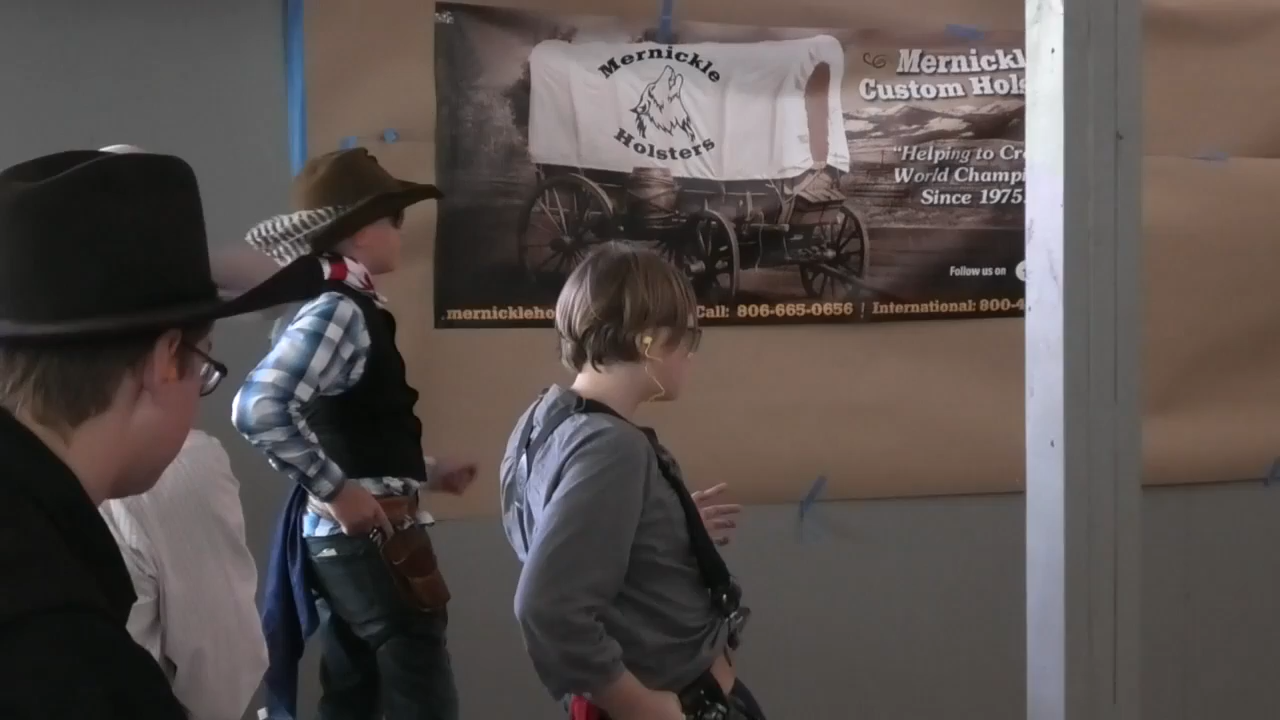 Mernickle
Holsters
Mernickl
Custom Hols
"Helping to Cr
World Champi
Since 1975
Follow us on
.mernickleho
Call: 806-665-0656 | International: 800-4